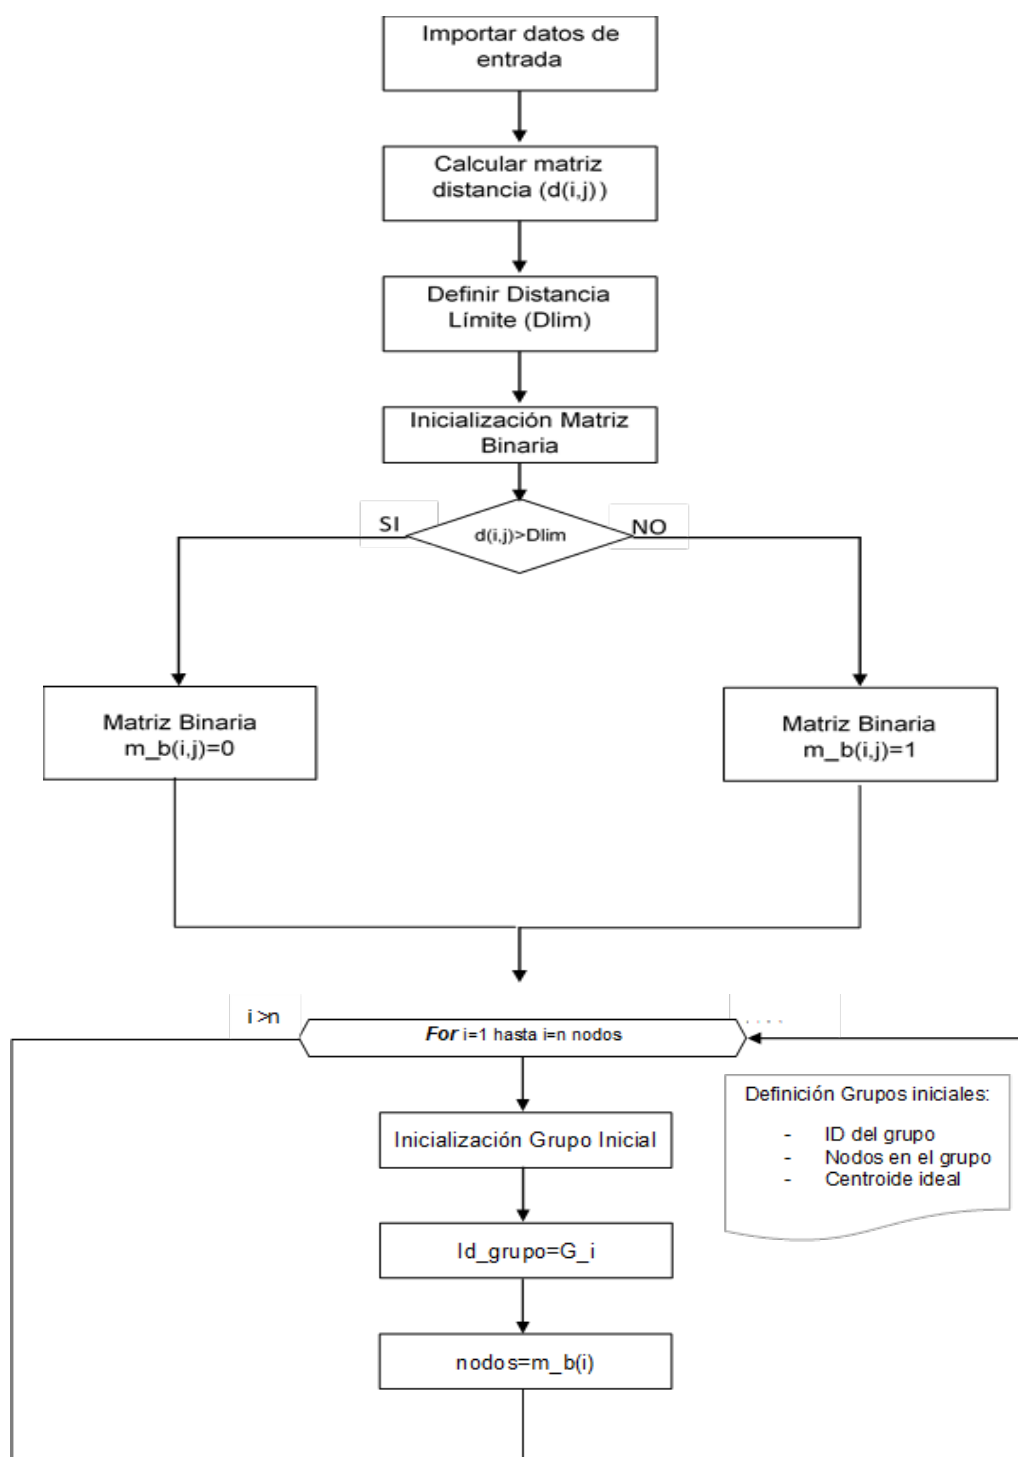 Importar datos de
entrada
Calcular matriz
distancia (d(i,j))
Definir Distancia
Límite (Dlim)
Inicialización Matriz
Binaria
SI
d(i,j)>Dlim
NO
Matriz Binaria
m_b(i,j)=0
Matriz Binaria
m_b(i,j)=1
i >n
For i=1 hasta i=n nodos
Definición Grupos iniciales:
- ID del grupo
- Nodos en el grupo
- Centroide ideal
Inicialización Grupo Inicial
Id_grupo=G_i
nodos=m_b(i)